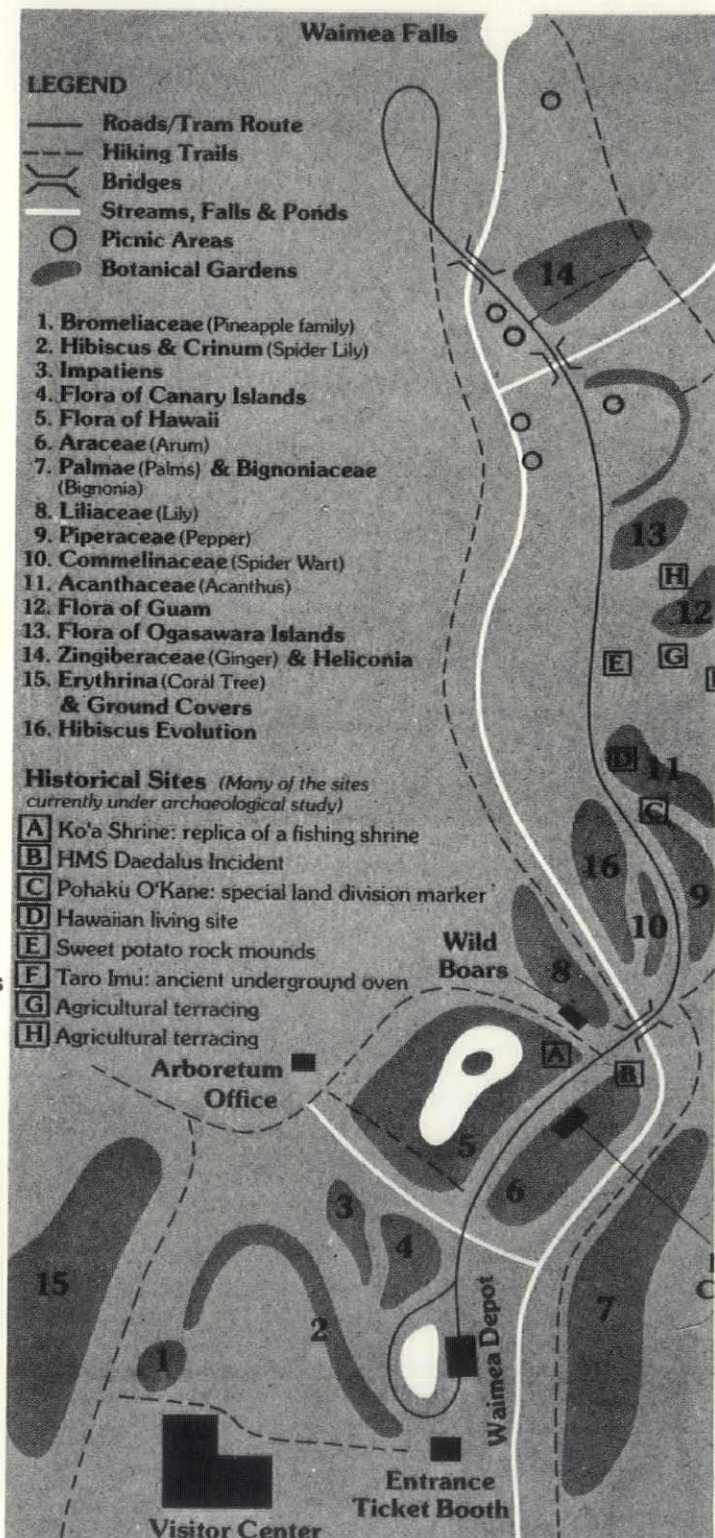 Waimea Falls
LEGEND
Roads/Tram Route
Hiking Trails
Bridges
Streams, Falls & Ponds
Picnic Areas
Botanical Gardens
1. Bromeliaceae (Pineapple family)
2. Hibiscus & Crinum (Spider Lily)
3. Impatiens
4. Flora of Canary Islands
5. Flora of Hawaii
6. Araceae (Arum)
7. Palmae (Palms) & Bignoniaceae
(Bignonia)
8. Liliaceae (Lily)
9. Piperaceae (Pepper)
10. Commelinaceae (Spider Wart)
11. Acanthaceae (Acanthus)
12. Flora of Guam
13. Flora of Ogasawara Islands
14. Zingiberaceae (Ginger) & Heliconia
15. Erythrina (Coral Tree)
& Ground Covers
16. Hibiscus Evolution
Historical Sites (Many of the sites
currently under archaeological study)
A Ko'a Shrine: replica of a fishing shrine
B HMS Daedalus Incident
C Pohaku O'Kane: special land division marker
D Hawaiian living site
E Sweet potato rock mounds
F Taro Imu: ancient underground oven
G Agricultural terracing
H Agricultural terracing
14
13
H
12
E
G
D
11
C
16
9
10
Wild
Boars
8
A
B
Arboretum
Office
5
6
3
4
15
2
7
1
Waimea Depot
Entrance
Ticket Booth
Visitor Center